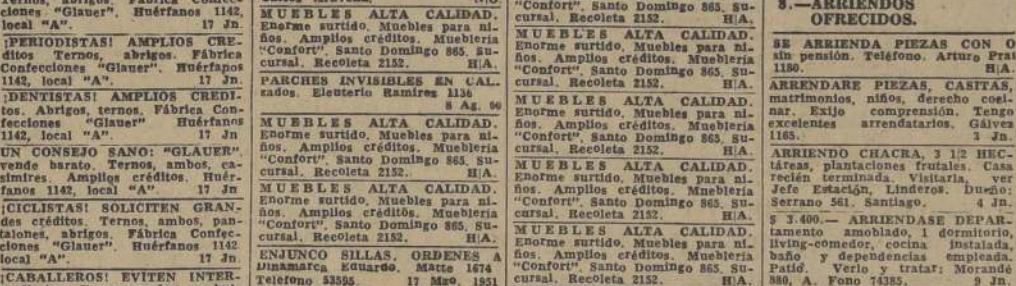 ciones "Glauer". Huérfanos 1142,
local "A". 17 Jn.
¡PERIODISTAS! AMPLIOS CRE-
ditos Ternos, abrigos. Fábrica
Confecciones "Glauer". Huérfanos
1142, local "A". 17 Jn.
¡DENTISTAS! AMPLIOS CREDI-
tos. Abrigos, ternos. Fábrica Con-
fecciones "Glauer" Huérfanos
1142, local "A". 17 Jn
UN CONSEJO SANO: "GLAUER".
vende barato. Ternos, ambos, ca-
simires. Amplios créditos. Huér-
fanos 1142, local "A". 17 Jn
¡CICLISTAS! SOLICITEN GRAN-
des créditos. Ternos, ambos, pan-
talones, abrigos. Fábrica Confec-
ciones "Glauer". Huérfanos 1142
local "A". 17 Jn.
¡CABALLEROS! EVITEN INTER-
MUEBLES ALTA CALIDAD.
Enorme surtido. Muebles para ni-
ños. Amplios créditos. Mueblería
"Confort". Santo Domingo 865. Su-
cursal, Recoleta 2152. H|A.
PARCHES INVISIBLES EN CAL-
zados. Eleuterio Ramírez 1136
8 Ag.
MUEBLES ALTA CALIDAD.
Enorme surtido. Muebles para ni-
ños. Amplios créditos. Mueblería
"Confort". Santo Domingo 865. Su-
cursal, Recoleta 2152. H|A.
MUEBLES ALTA CALIDAD.
Enorme surtido. Muebles para ni-
ños. Amplios créditos. Mueblería
"Confort". Santo Domingo 865. Su-
cursal, Recoleta 2152. H|A.
ENJUNCO SILLAS, ORDENES A
Dinamarca Eduardo. Matte 1674
Teléfono 53595. 17 Mzo. 1951
"Confort". Santo Domingo 865. Su-
cursal, Recoleta 2152. H|A.
MUEBLES ALTA CALIDAD.
Enorme surtido. Muebles para ni-
ños. Amplios créditos. Mueblería
"Confort". Santo Domingo 865. Su-
cursal, Recoleta 2152. H|A.
MUEBLES ALTA CALIDAD.
Enorme surtido. Muebles para ni-
ños. Amplios créditos. Mueblería
"Confort", Santo Domingo 865. Su-
cursal, Recoleta 2152. H|A.
MUEBLES ALTA CALIDAD.
Enorme surtido. Muebles para ni-
ños. Amplios créditos. Mueblería
"Confort". Santo Domingo 865. Su-
cursal, Recoleta 2152. H|A.
MUEBLES ALTA CALIDAD.
Enorme surtido. Muebles para ni-
ños. Amplios créditos. Mueblería
"Confort". Santo Domingo 865. Su-
cursal, Recoleta 2152. H|A.
8.—ARRIENDOS
OFRECIDOS.
SE ARRIENDA PIEZAS CON O
sin pensión. Teléfono. Arturo Prat
1180. H|A.
ARRENDARE PIEZAS, CASITAS,
matrimonios, niños, derecho coci-
nar. Exijo comprensión. Tengo
excelentes arrendatarios. Gálvez
1165. 3 Jn.
ARRIENDO CHACRA, 3 1|2 HEC-
táreas, plantaciones frutales. Casa
recién terminada. Visitarla, ver
Jefe Estación, Linderos. bueño:
Serrano 561. Santiago. 4 Jn.
$ 3.400.— ARRIENDASE DEPAR-
tamento amoblado, 1 dormitorio,
living-comedor, cocina instalada,
baño y dependencias empleada.
Patio. Verlo y tratar: Morandé
880, A. Fono 74385. 9 Jn.